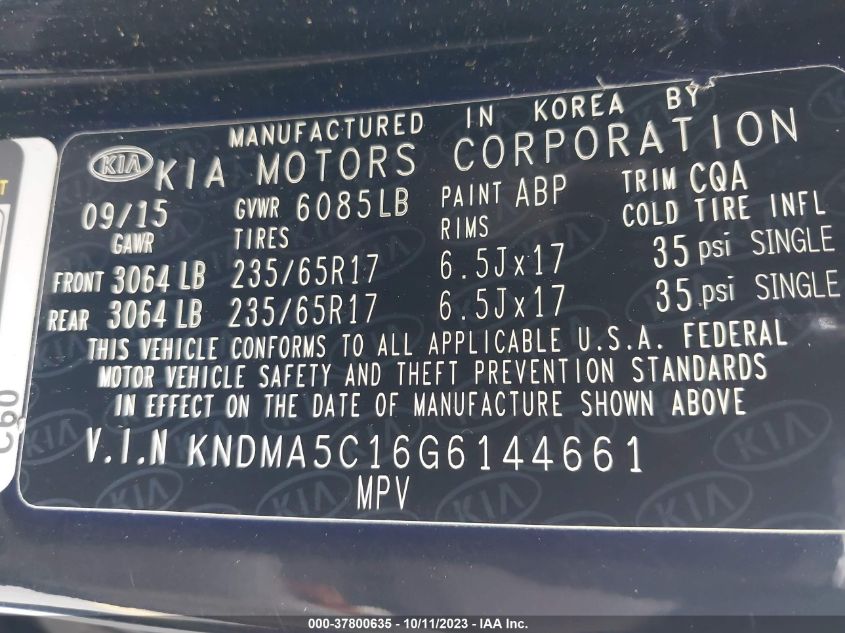 MANUFACTURED IN KOREA BY
KIA KIA MOTORS CORPORATION
09/15 GVWR 6085LB PAINT ABP TRIM CQA
GAWR TIRES RIMS COLD TIRE INFL
FRONT 3064 LB 235/65R17 6.5Jx17 35 psi SINGLE
REAR 3064 LB 235/65R17 6.5Jx17 35 psi SINGLE
THIS VEHICLE CONFORMS TO ALL APPLICABLE U.S.A. FEDERAL
MOTOR VEHICLE SAFETY AND THEFT PREVENTION STANDARDS
IN EFFECT ON THE DATE OF MANUFACTURE SHOWN ABOVE
V.I.N KNDMA5C16G6144661
MPV
C60
000-37800635 - 10/11/2023 - IAA Inc.